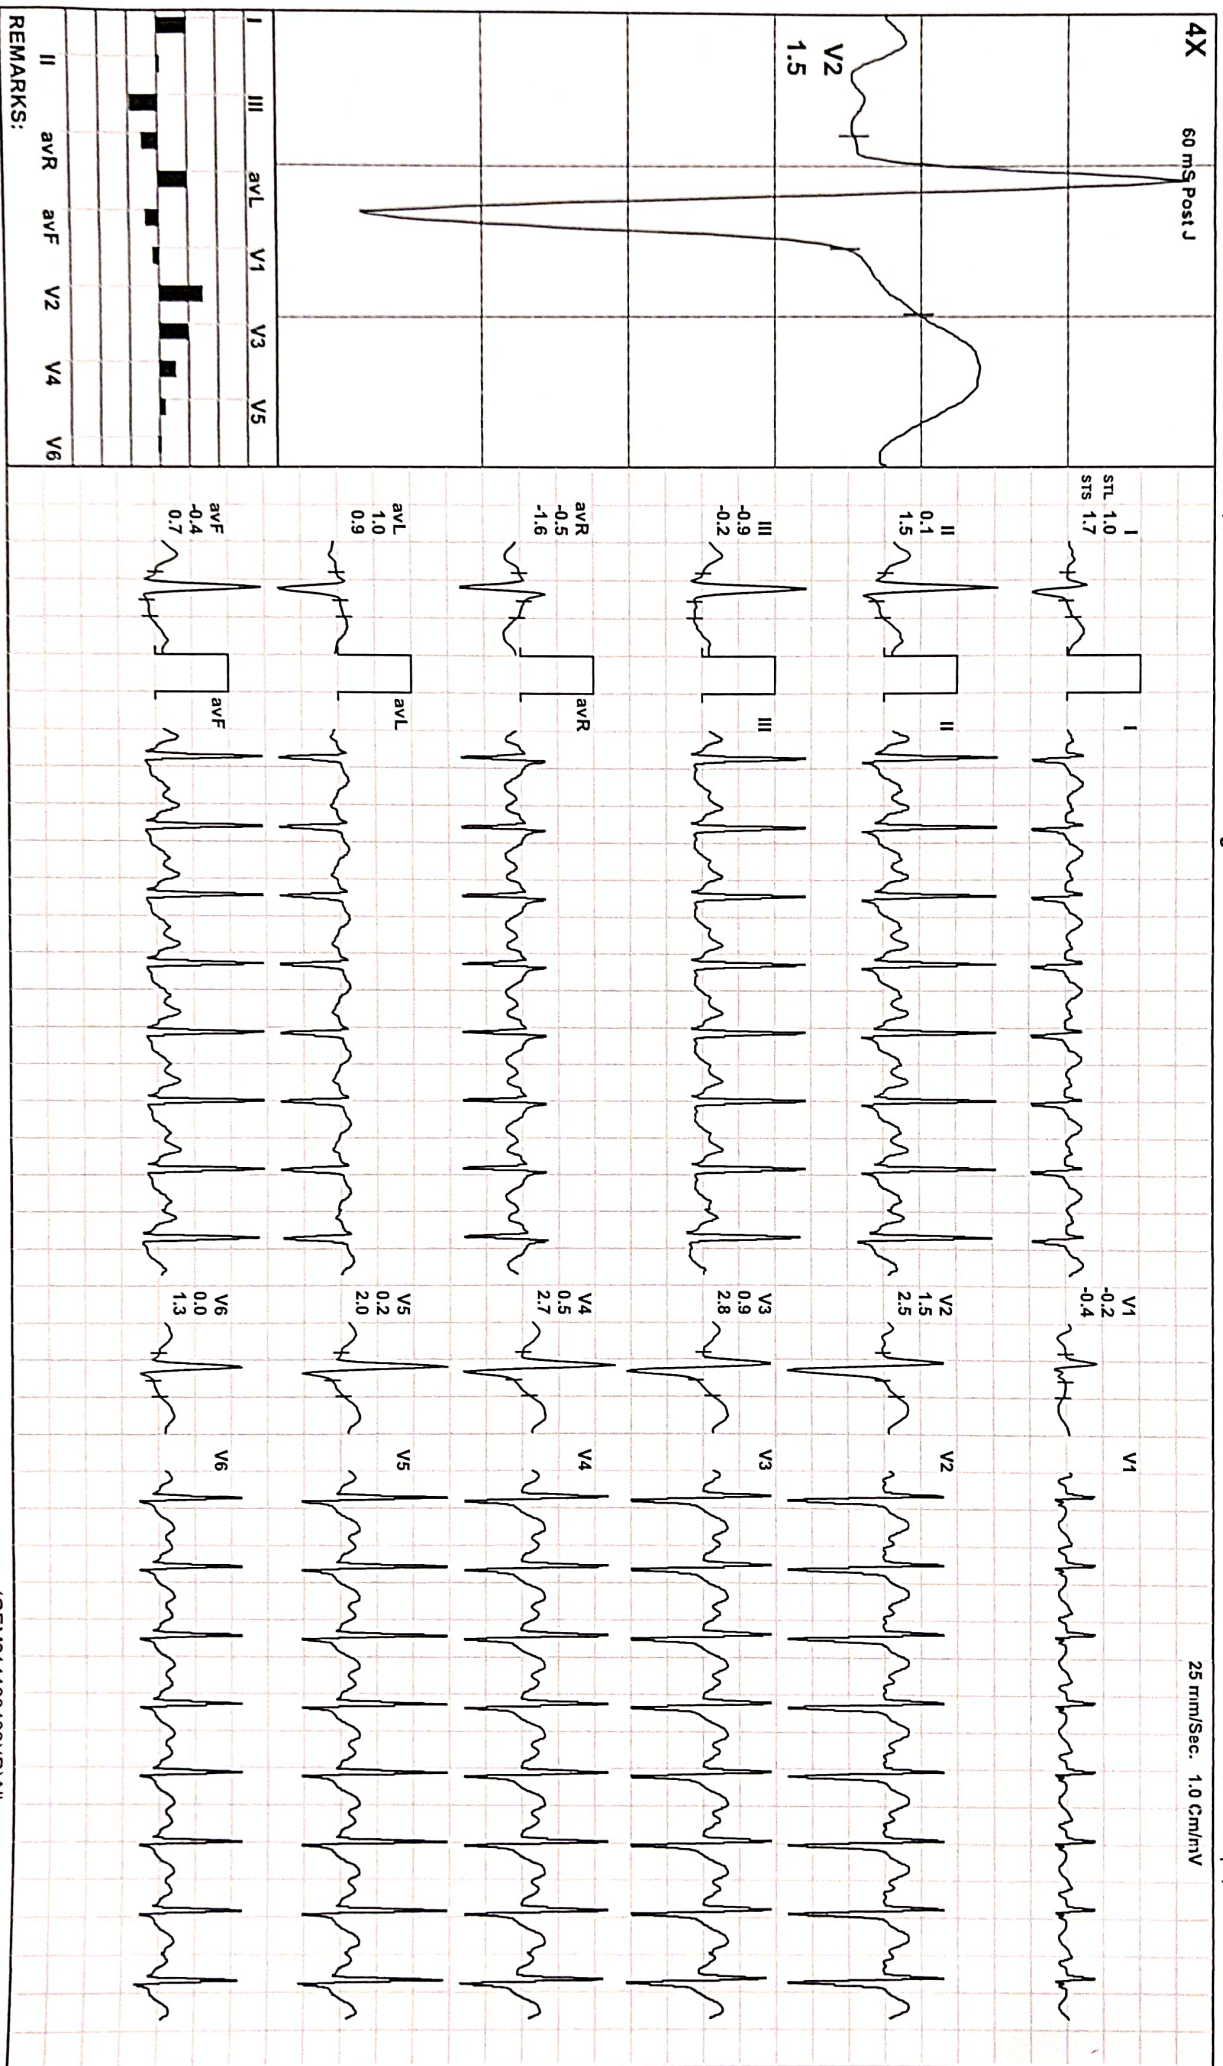 4X
60 mS Post J
V2
1.5
25 mm/Sec. 1.0 Cm/mV
I
STL 1.0
STS 1.7
I
V1
-0.2
-0.4
V1
II
0.1
1.5
II
V2
1.5
2.5
V2
III
-0.9
-0.2
III
V3
0.9
2.8
V3
avR
-0.5
-1.6
avR
V4
0.5
2.7
V4
avL
1.0
0.9
avL
V5
0.2
2.0
V5
avF
-0.4
0.7
avF
V6
0.0
1.3
V6
I III avL V1 V3 V5
II avR avF V2 V4 V6
REMARKS: